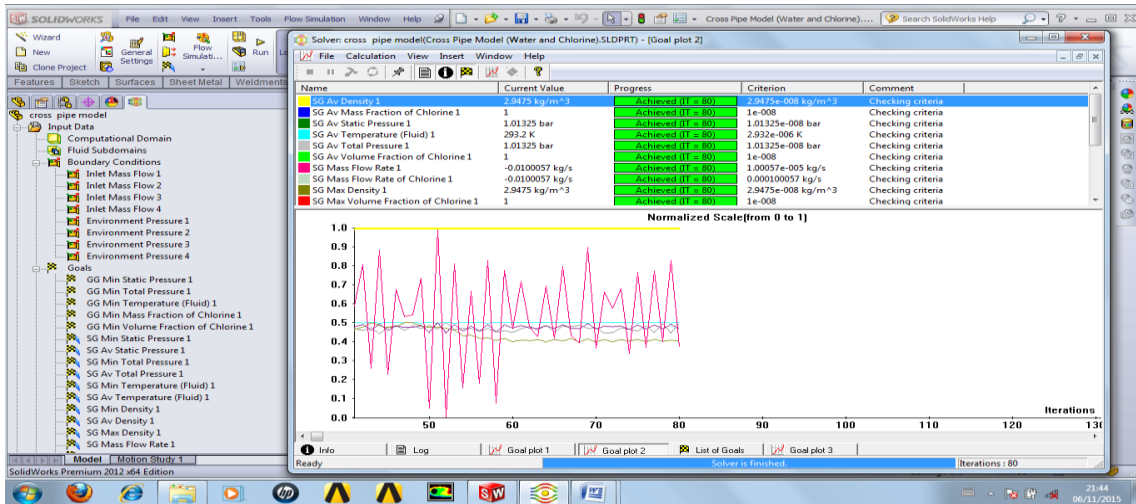 SOLIDWORKS File Edit View Insert Tools Flow Simulation Window Help Cross Pipe Model (Water and Chlorine).... Search SolidWorks Help
Wizard
New
Clone Project
General Settings
Flow Simulati...
Run
Features Sketch Surfaces Sheet Metal Weldments
cross pipe model
Input Data
Computational Domain
Fluid Subdomains
Boundary Conditions
Inlet Mass Flow 1
Inlet Mass Flow 2
Inlet Mass Flow 3
Inlet Mass Flow 4
Environment Pressure 1
Environment Pressure 2
Environment Pressure 3
Environment Pressure 4
Goals
GG Min Static Pressure 1
GG Min Total Pressure 1
GG Min Temperature (Fluid) 1
GG Min Mass Fraction of Chlorine 1
GG Min Volume Fraction of Chlorine 1
SG Min Static Pressure 1
SG Av Static Pressure 1
SG Min Total Pressure 1
SG Av Total Pressure 1
SG Min Temperature (Fluid) 1
SG Av Temperature (Fluid) 1
SG Min Density 1
SG Av Density 1
SG Max Density 1
SG Mass Flow Rate 1
Model Motion Study 1
SolidWorks Premium 2012 x64 Edition
Solver: cross pipe model(Cross Pipe Model (Water and Chlorine).SLDPRT) - [Goal plot 2]
File Calculation View Insert Window Help
Name Current Value Progress Criterion Comment
SG Av Density 1 2.9475 kg/m^3 Achieved (IT = 80) 2.9475e-008 kg/m^3 Checking criteria
SG Av Mass Fraction of Chlorine 1 1 Achieved (IT = 80) 1e-008 Checking criteria
SG Av Static Pressure 1 1.01325 bar Achieved (IT = 80) 1.01325e-008 bar Checking criteria
SG Av Temperature (Fluid) 1 293.2 K Achieved (IT = 80) 2.932e-006 K Checking criteria
SG Av Total Pressure 1 1.01325 bar Achieved (IT = 80) 1.01325e-008 bar Checking criteria
SG Av Volume Fraction of Chlorine 1 1 Achieved (IT = 80) 1e-008 Checking criteria
SG Mass Flow Rate 1 -0.0100057 kg/s Achieved (IT = 80) 1.00057e-005 kg/s Checking criteria
SG Mass Flow Rate of Chlorine 1 -0.0100057 kg/s Achieved (IT = 80) 0.000100057 kg/s Checking criteria
SG Max Density 1 2.9475 kg/m^3 Achieved (IT = 80) 2.9475e-008 kg/m^3 Checking criteria
SG Max Volume Fraction of Chlorine 1 1 Achieved (IT = 80) 1e-008 Checking criteria
Normalized Scale(from 0 to 1)
1.0
0.9
0.8
0.7
0.6
0.5
0.4
0.3
0.2
0.1
0.0
Iterations
50 60 70 80 90 100 110 120 130
Info Log Goal plot 1 Goal plot 2 List of Goals Goal plot 3
Ready Solver is finished. Iterations : 80
21:44
06/11/2015